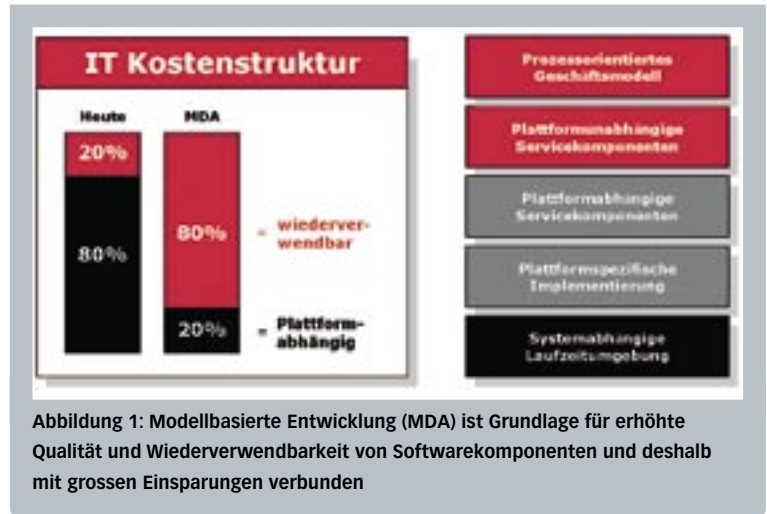 IT Kostenstruktur
Heute MDA
20%
80%
80%
20%
= wiederver-
wendbar
= Plattform-
abhängig
Prozessorientiertes
Geschäftsmodell
Plattformunabhängige
Servicekomponenten
Plattformabhängige
Servicekomponenten
Plattformspezifische
Implementierung
Systemabhängige
Laufzeitumgebung
Abbildung 1: Modellbasierte Entwicklung (MDA) ist Grundlage für erhöhte
Qualität und Wiederverwendbarkeit von Softwarekomponenten und deshalb
mit grossen Einsparungen verbunden